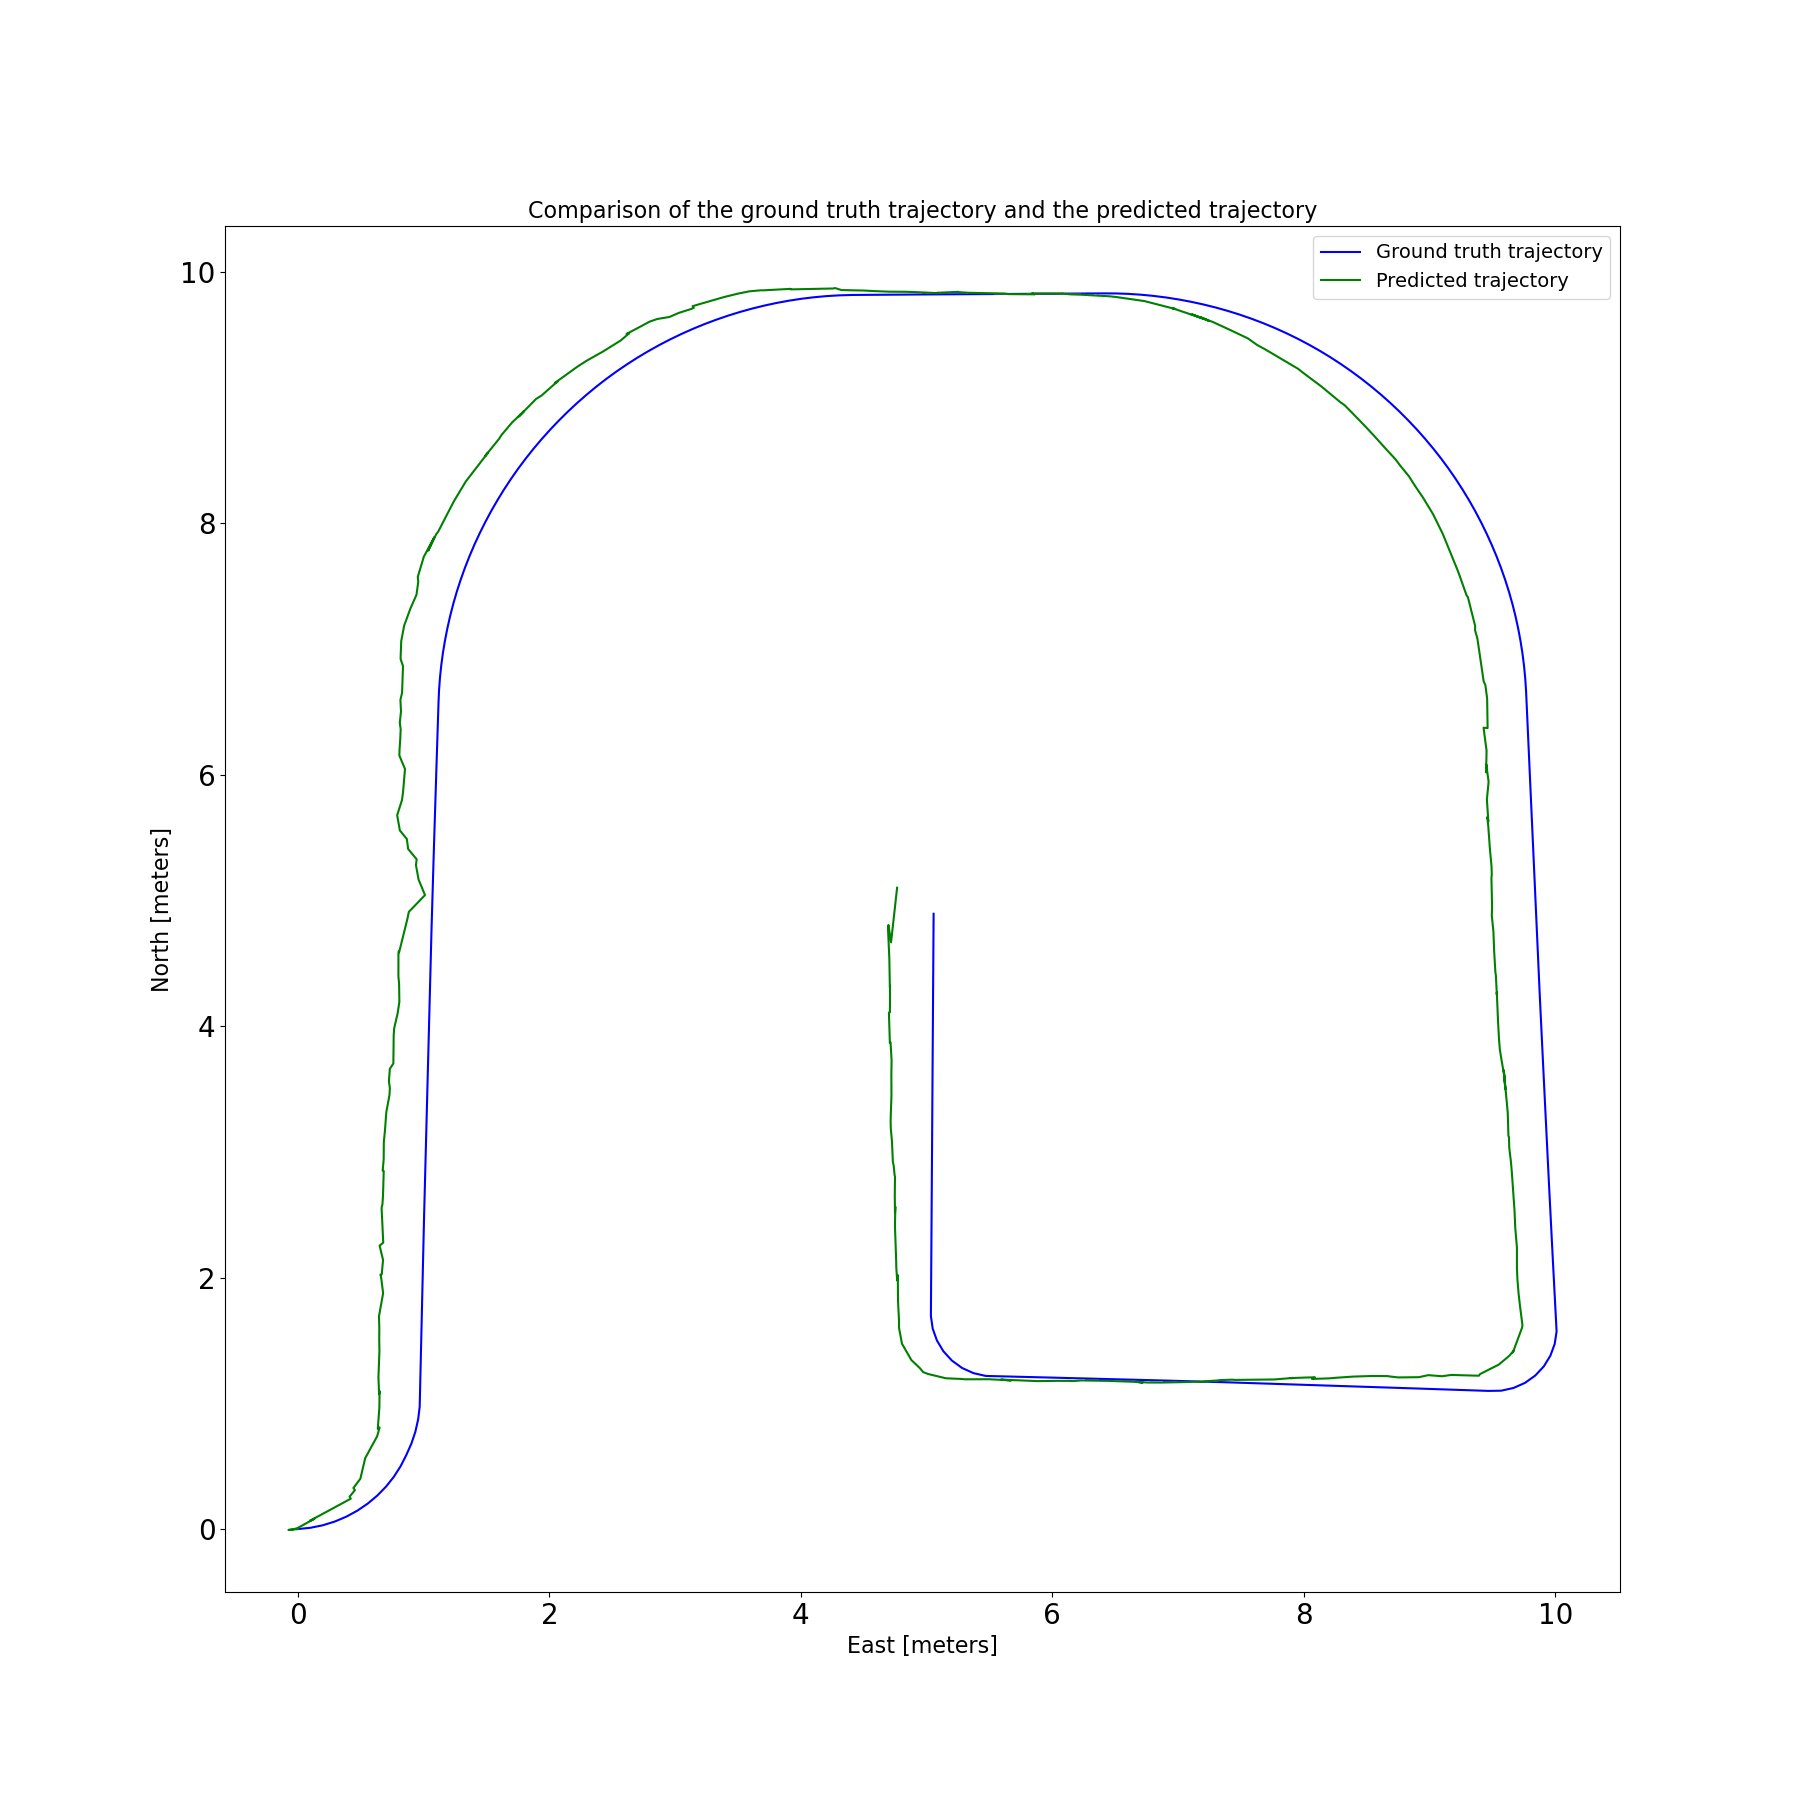 Comparison of the ground truth trajectory and the predicted trajectory
Ground truth trajectory
Predicted trajectory
10
8
6
4
2
0
North [meters]
0 2 4 6 8 10
East [meters]